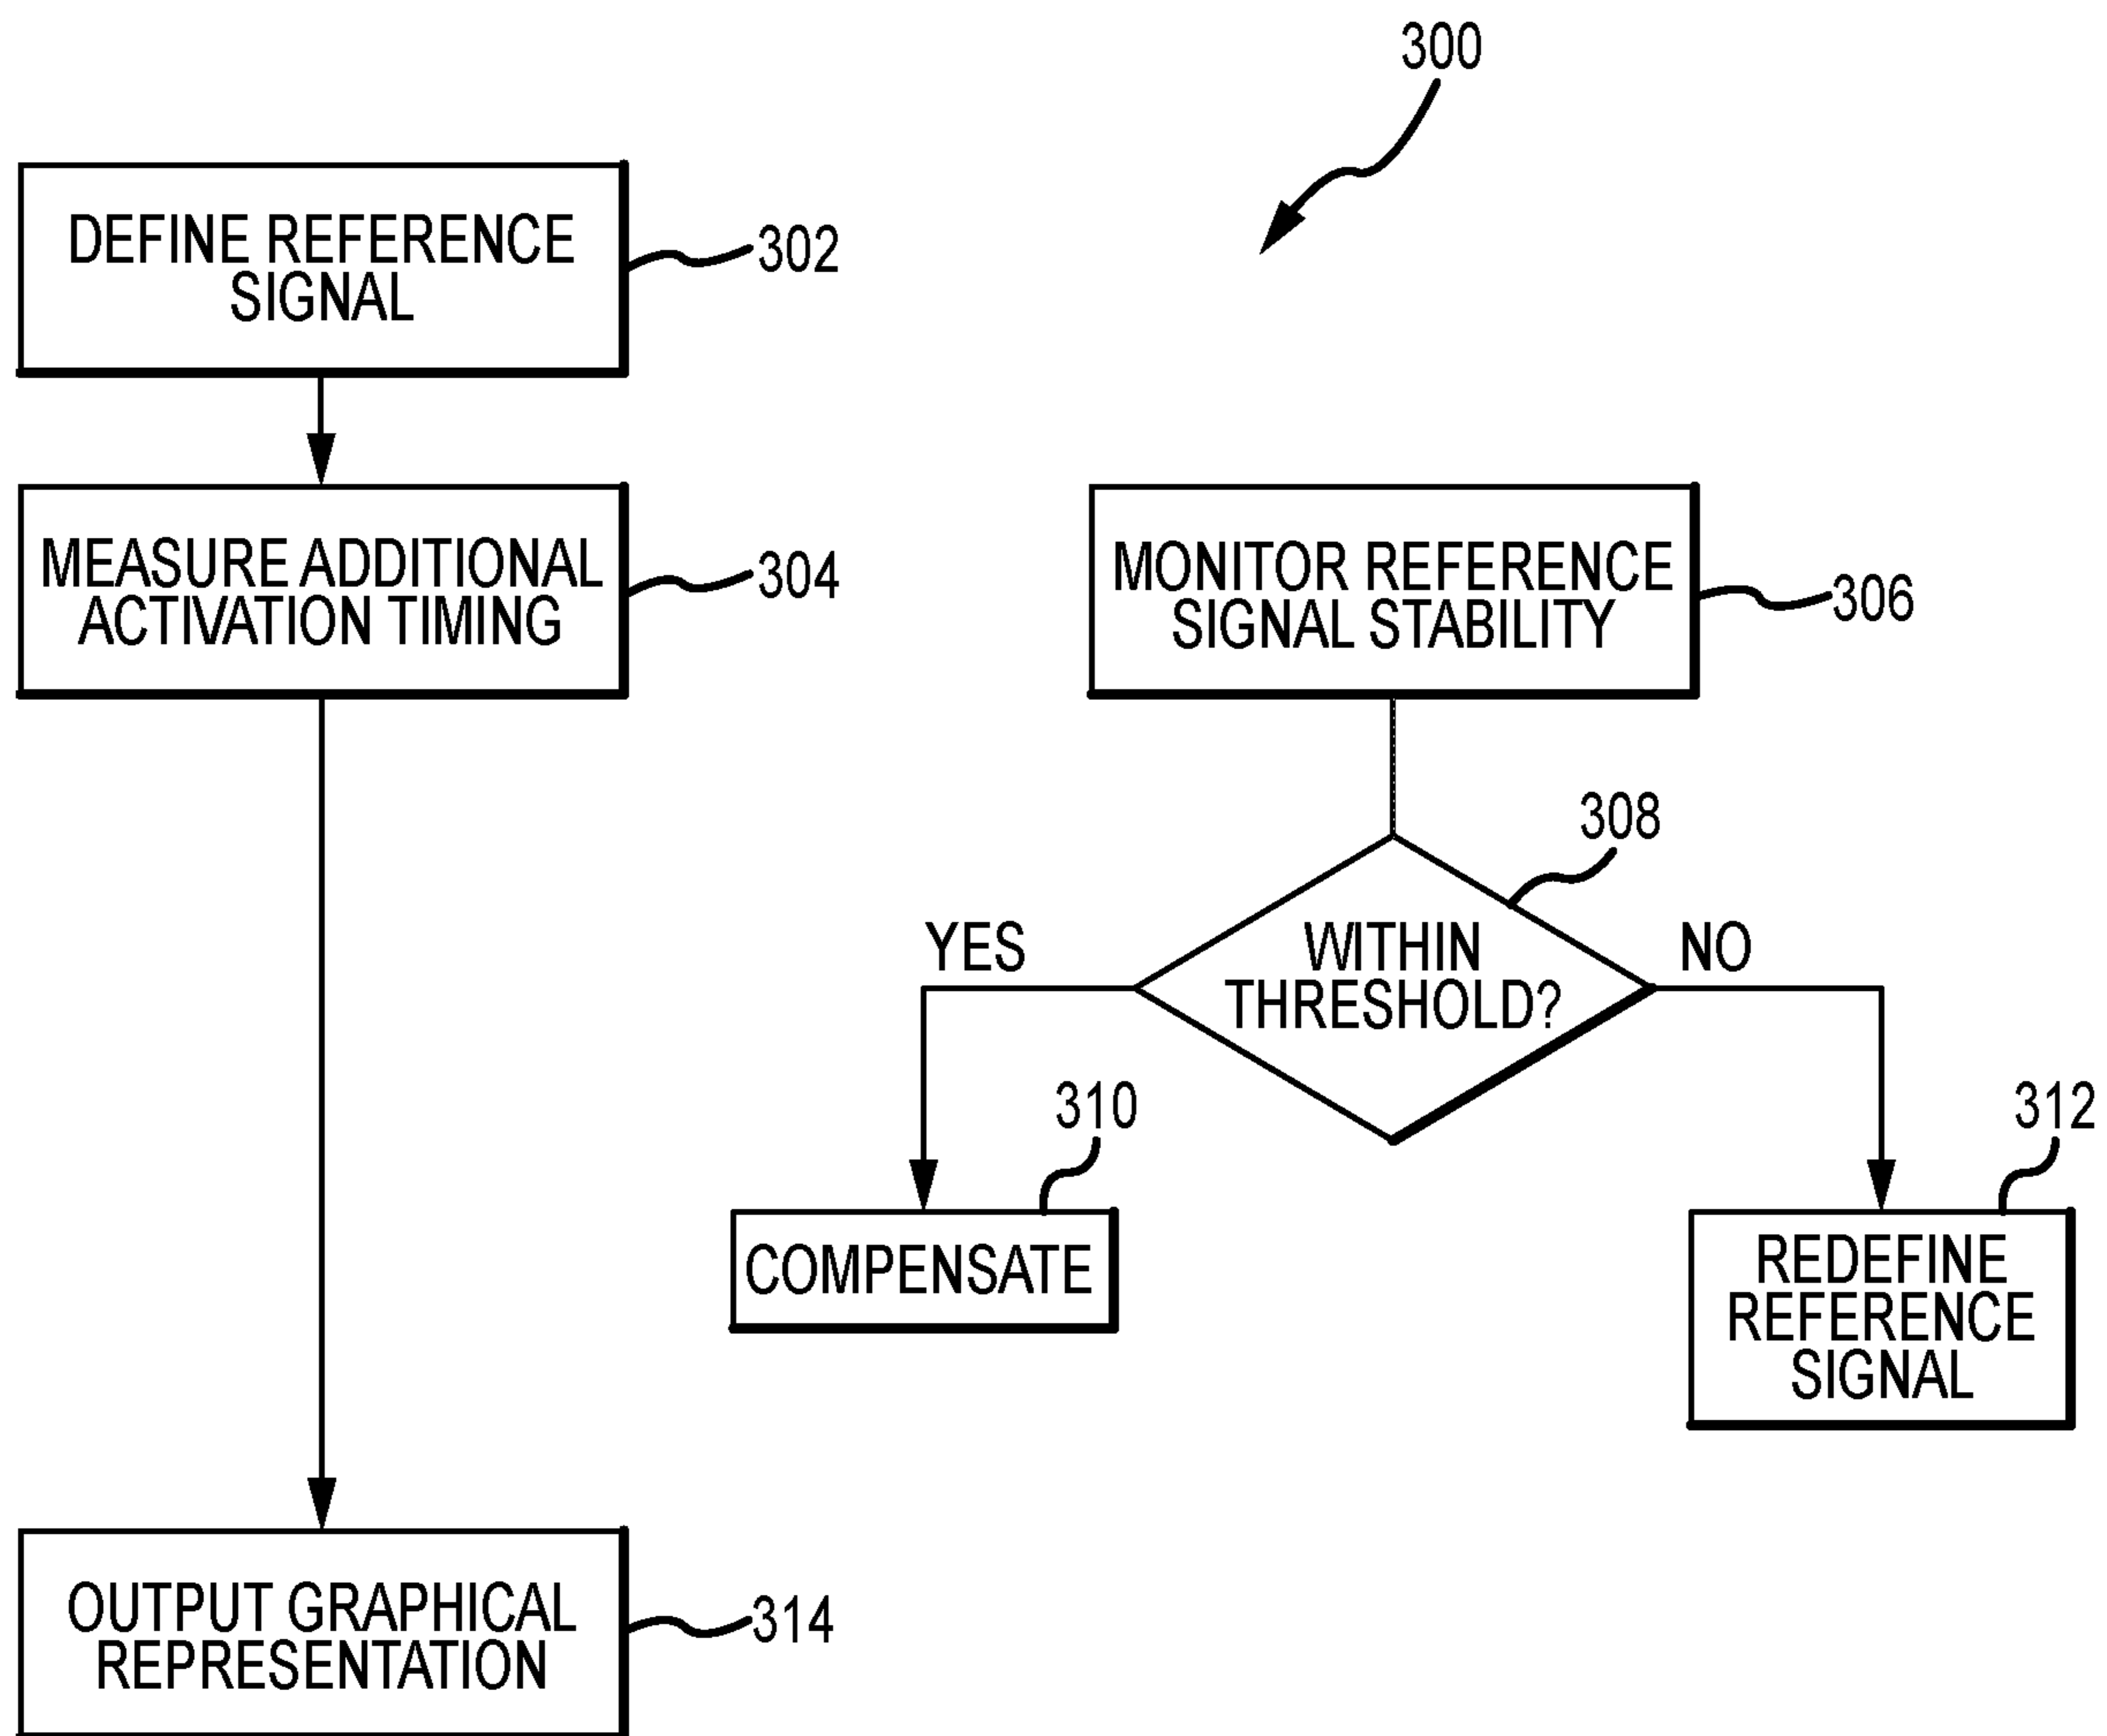 300
DEFINE REFERENCE
SIGNAL
302
MEASURE ADDITIONAL
ACTIVATION TIMING
304
MONITOR REFERENCE
SIGNAL STABILITY
306
308
YES
WITHIN
THRESHOLD?
NO
310
COMPENSATE
312
REDEFINE
REFERENCE
SIGNAL
OUTPUT GRAPHICAL
REPRESENTATION
314